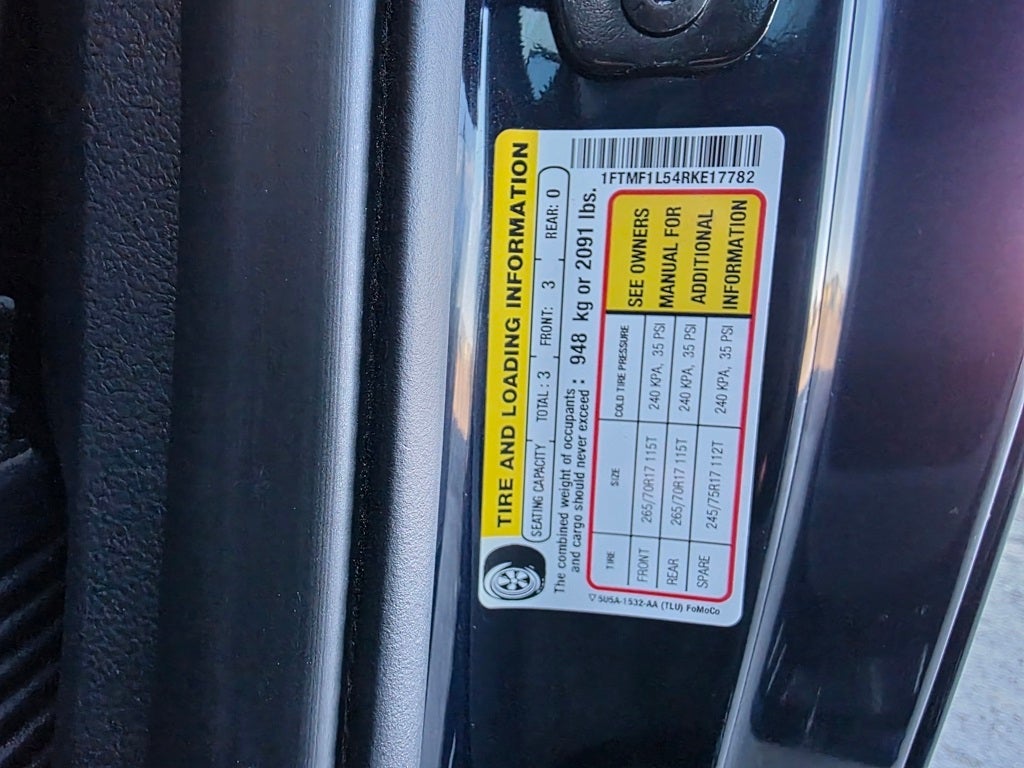 TIRE AND LOADING INFORMATION
SEATING CAPACITY TOTAL : 3 FRONT: 3 REAR: 0
The combined weight of occupants
and cargo should never exceed : 948 kg or 2091 lbs.
1FTMF1L54RKE17782
TIRE SIZE COLD TIRE PRESSURE
FRONT 265/70R17 115T 240 KPA, 35 PSI
REAR 265/70R17 115T 240 KPA, 35 PSI
SPARE 245/75R17 112T 240 KPA, 35 PSI
SEE OWNERS
MANUAL FOR
ADDITIONAL
INFORMATION
5U5A-1532-AA (TLU) FoMoCo